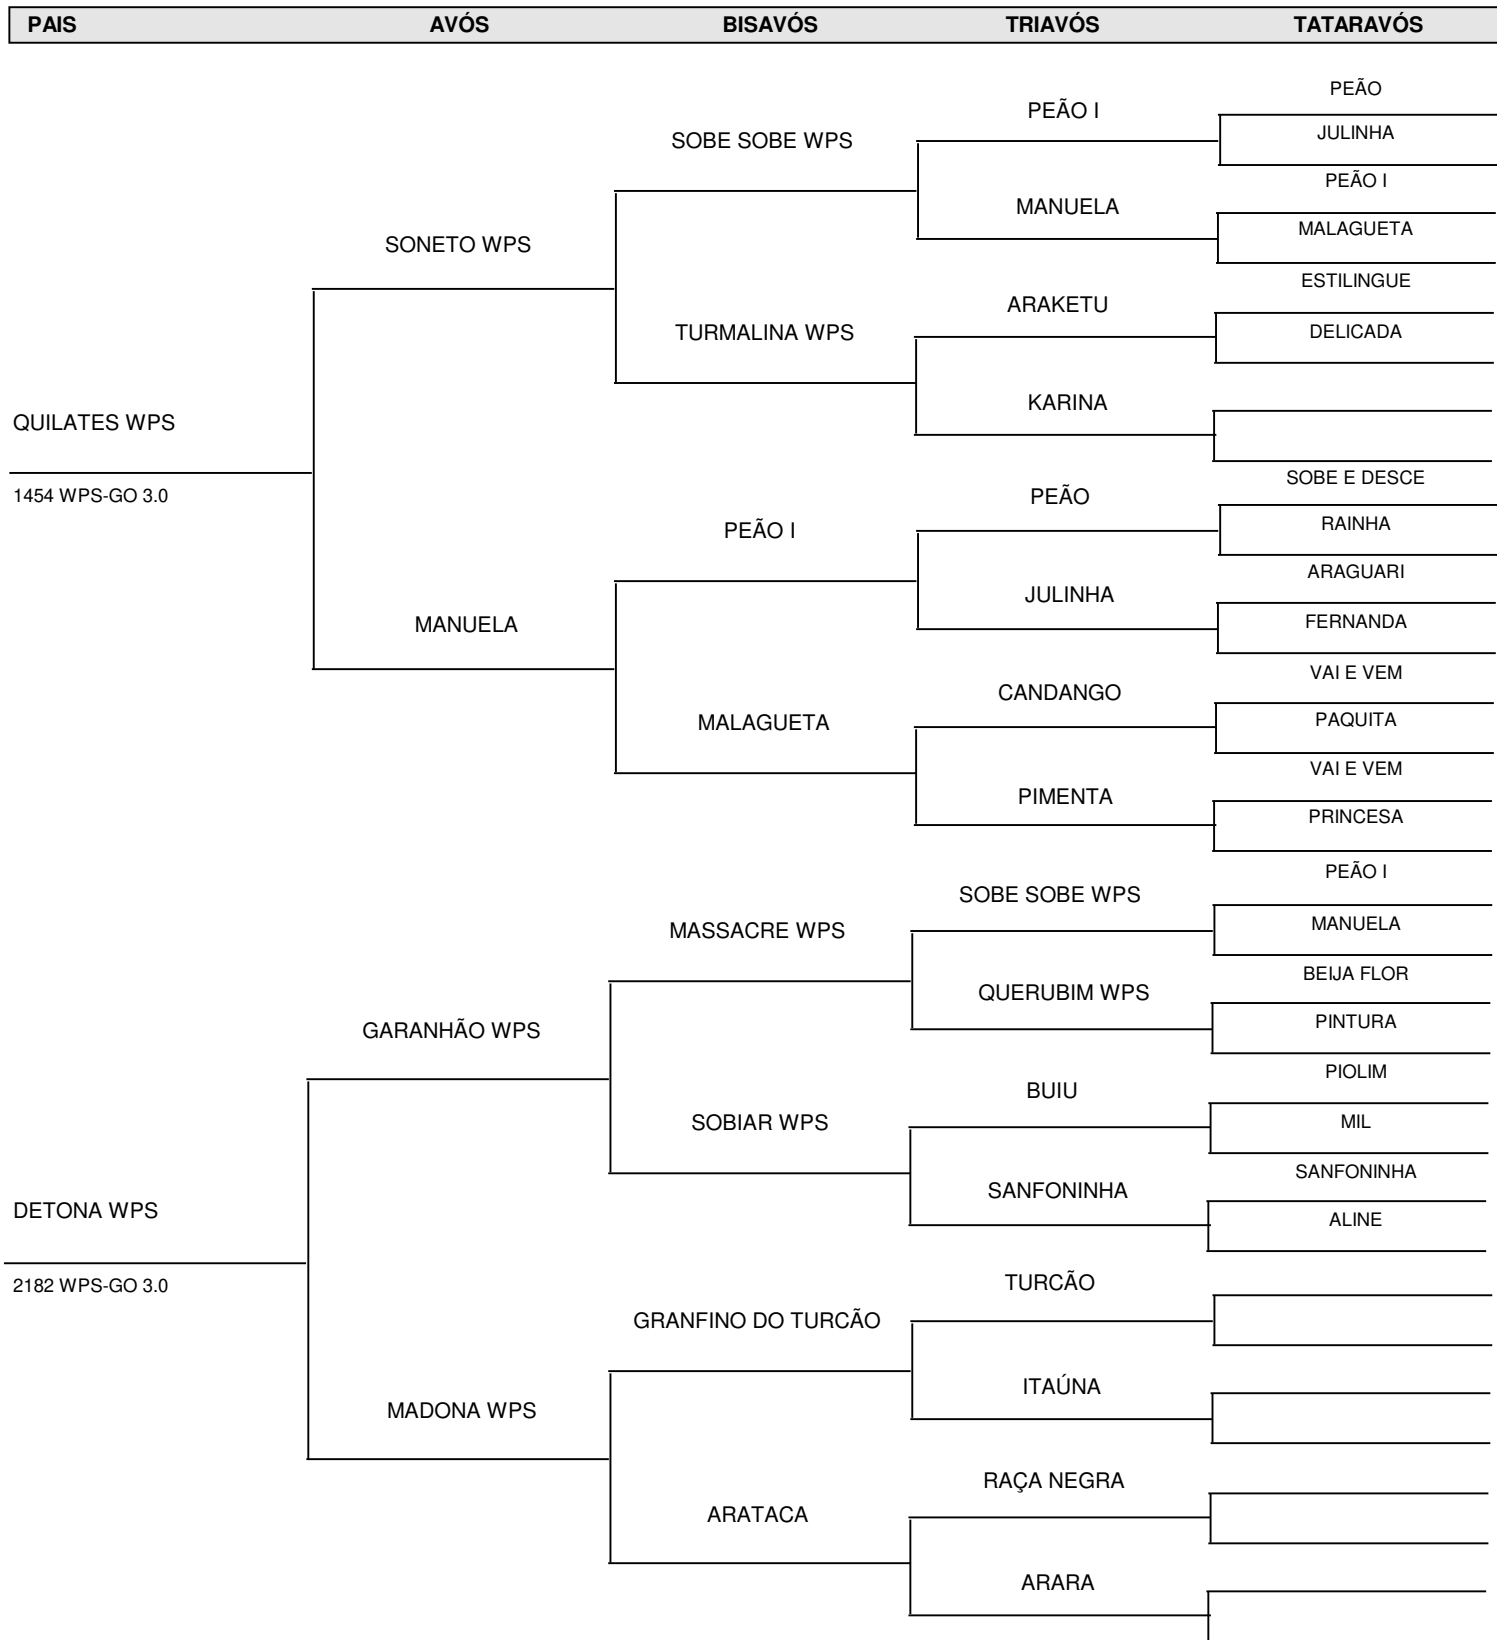 PAIS AVÓS BISAVÓS TRIAVÓS TATARAVÓS
PEÃO
PEÃO I
JULINHA
SOBE SOBE WPS
PEÃO I
MANUELA
MALAGUETA
SONETO WPS
ESTILINGUE
ARAKETU
TURMALINA WPS
DELICADA
KARINA
QUILATES WPS
SOBE E DESCE
1454 WPS-GO 3.0
PEÃO
RAINHA
PEÃO I
ARAGUARI
JULINHA
FERNANDA
MANUELA
VAI E VEM
CANDANGO
PAQUITA
MALAGUETA
VAI E VEM
PIMENTA
PRINCESA
PEÃO I
SOBE SOBE WPS
MANUELA
MASSACRE WPS
BEIJA FLOR
QUERUBIM WPS
PINTURA
GARANHÃO WPS
PIOLIM
BUIU
SOBIAR WPS
MIL
SANFONINHA
SANFONINHA
DETONA WPS
ALINE
TURCÃO
2182 WPS-GO 3.0
GRANFINO DO TURCÃO
ITAÚNA
MADONA WPS
RAÇA NEGRA
ARATACA
ARARA